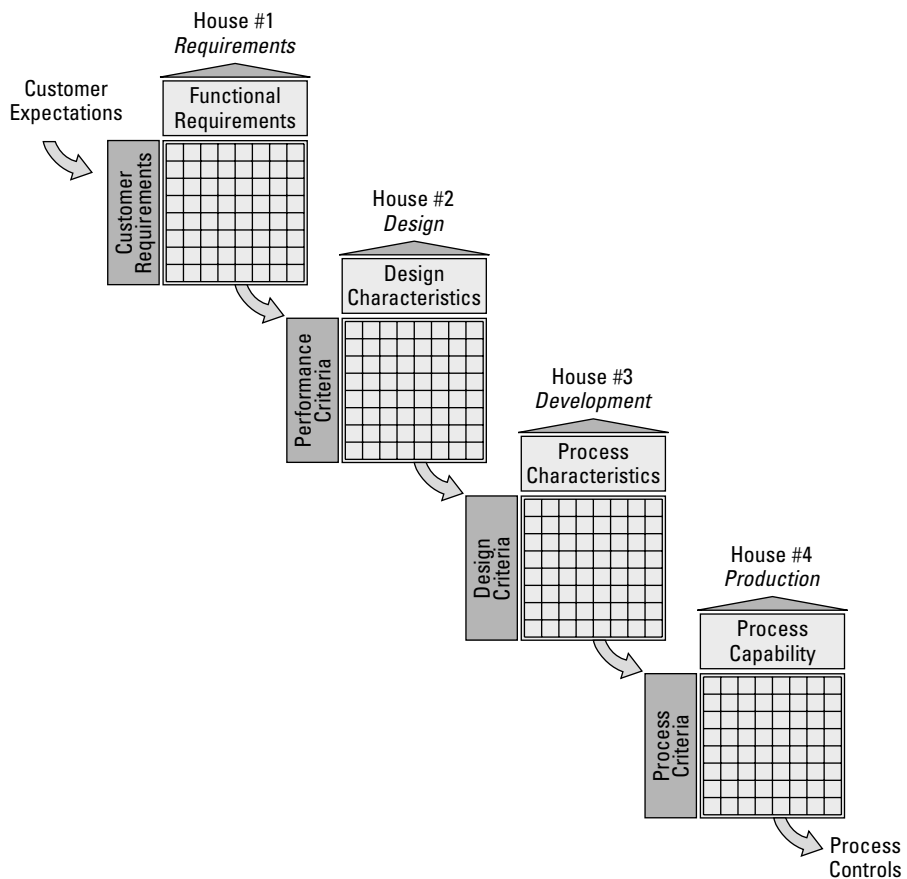 House #1
Requirements
Customer
Expectations
Functional
Requirements
Customer
Requirements
House #2
Design
Design
Characteristics
Performance
Criteria
House #3
Development
Process
Characteristics
Design
Criteria
House #4
Production
Process
Capability
Process
Criteria
Process
Controls